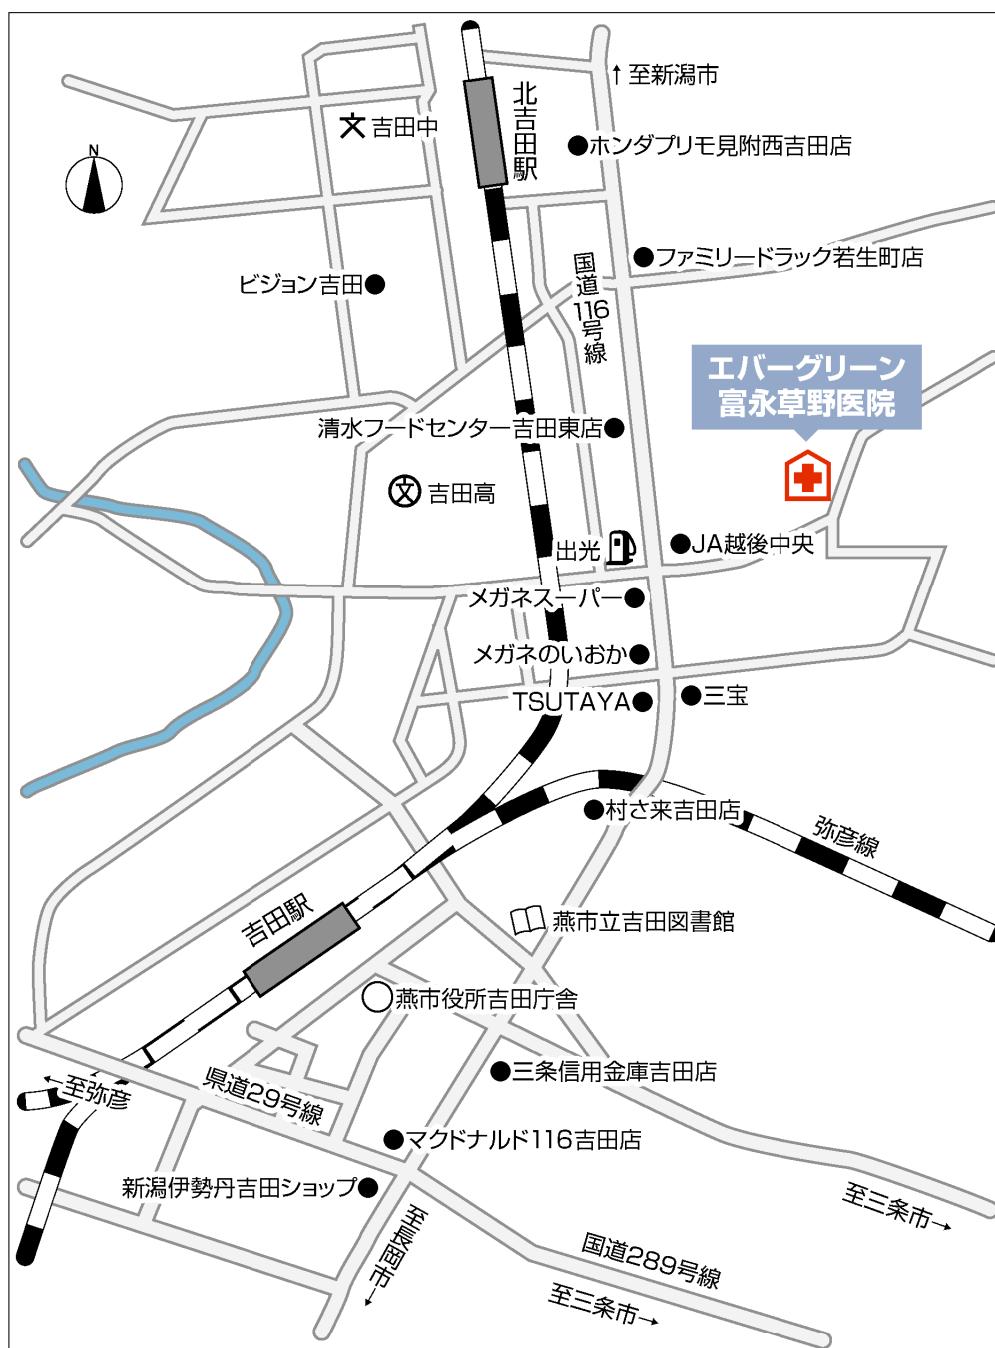 ↑至新潟市
北吉田駅
吉田中
ホンダプリモ見附西吉田店
N
ファミリードラック若生町店
国道116号線
ビジョン吉田
エバーグリーン
富永草野医院
清水フードセンター吉田東店
吉田高
出光
JA越後中央
メガネスーパー
メガネのいおか
TSUTAYA
三宝
村さ来吉田店
弥彦線
吉田駅
燕市立吉田図書館
燕市役所吉田庁舎
三条信用金庫吉田店
←至弥彦
県道29号線
マクドナルド116吉田店
新潟伊勢丹吉田ショップ
至三条市→
至長岡市→
国道289号線
至三条市→